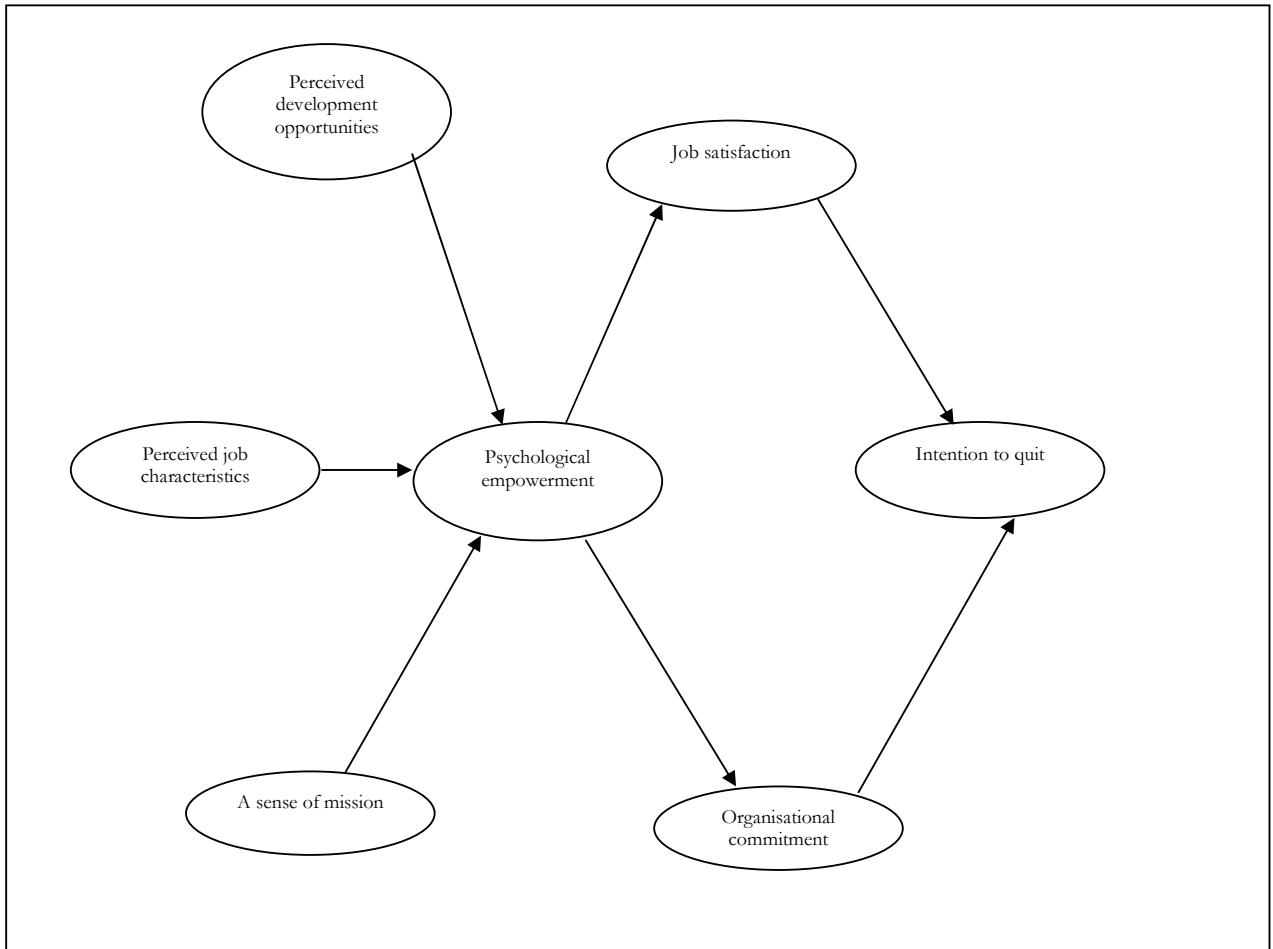 Perceived
development
opportunities
Job satisfaction
Perceived job
characteristics
Psychological
empowerment
Intention to quit
A sense of mission
Organisational
commitment